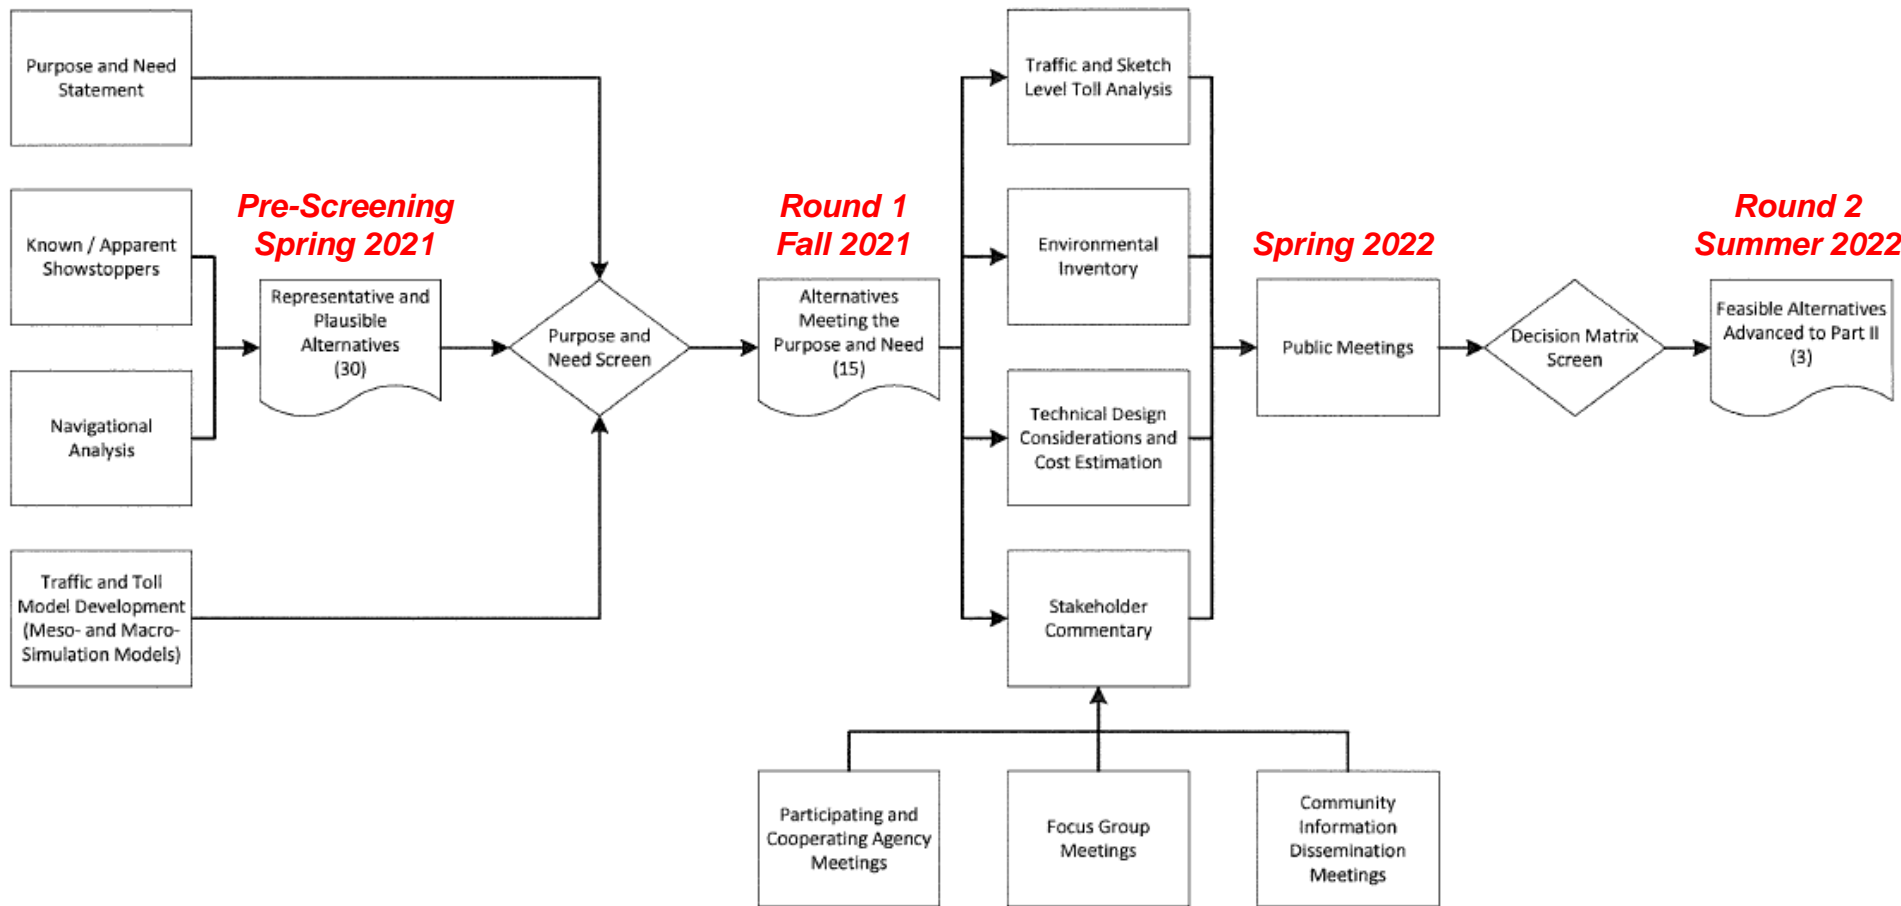 Purpose and Need
Statement
Known / Apparent
Showstoppers
Navigational
Analysis
Traffic and Toll
Model Development
(Meso- and Macro-
Simulation Models)
Pre-Screening
Spring 2021
Representative and
Plausible
Alternatives
(30)
Purpose and
Need Screen
Round 1
Fall 2021
Alternatives
Meeting the
Purpose and Need
(15)
Traffic and Sketch
Level Toll Analysis
Environmental
Inventory
Technical Design
Considerations and
Cost Estimation
Stakeholder
Commentary
Participating and
Cooperating Agency
Meetings
Focus Group
Meetings
Community
Information
Dissemination
Meetings
Spring 2022
Public Meetings
Decision Matrix
Screen
Round 2
Summer 2022
Feasible Alternatives
Advanced to Part II
(3)